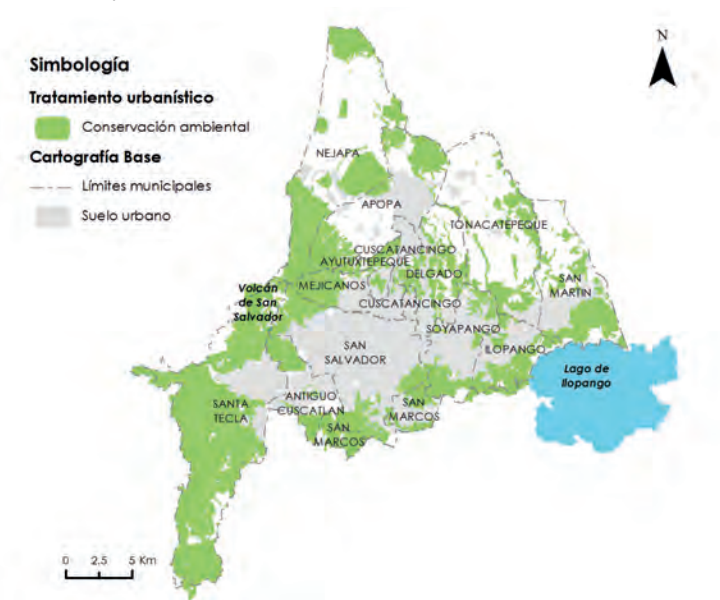 N
Simbología
Tratamiento urbanístico
Conservación ambiental
Cartografía Base
Límites municipales
Suelo urbano
NEJAPA
APOPA
TONACATEPEQUE
CUSCATANCINGO
AYUTUXTEPEQUE
DELGADO
MEJICANOS
SAN
MARTIN
Volcán
de San
Salvador
CUSCATANCINGO
SOYAPANGO
SAN
SALVADOR
ILOPANGO
Lago de
Ilopango
SANTA
TECLA
ANTIGUO
CUSCATLAN
SAN
MARCOS
SAN
MARCOS
0 2.5 5 Km